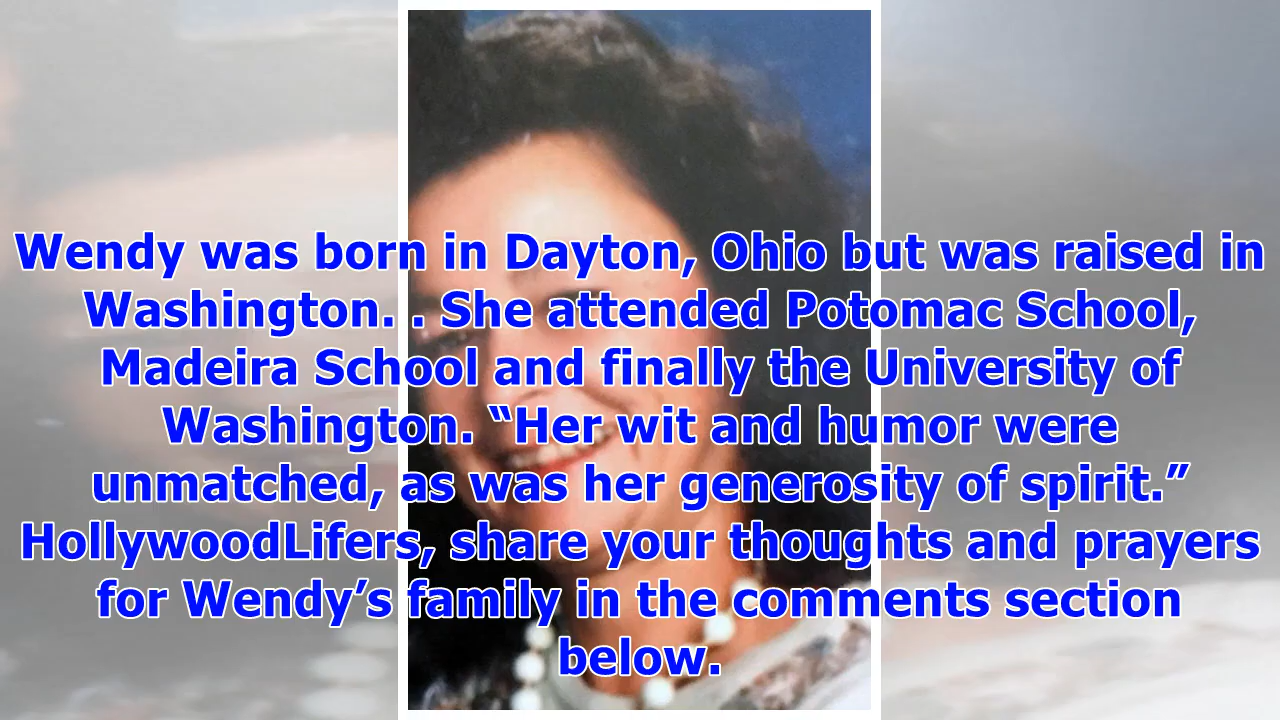 Wendy was born in Dayton, Ohio but was raised in
Washington. . She attended Potomac School,
Madeira School and finally the University of
Washington. “Her wit and humor were
unmatched, as was her generosity of spirit.”
HollywoodLifers, share your thoughts and prayers
for Wendy’s family in the comments section
below.